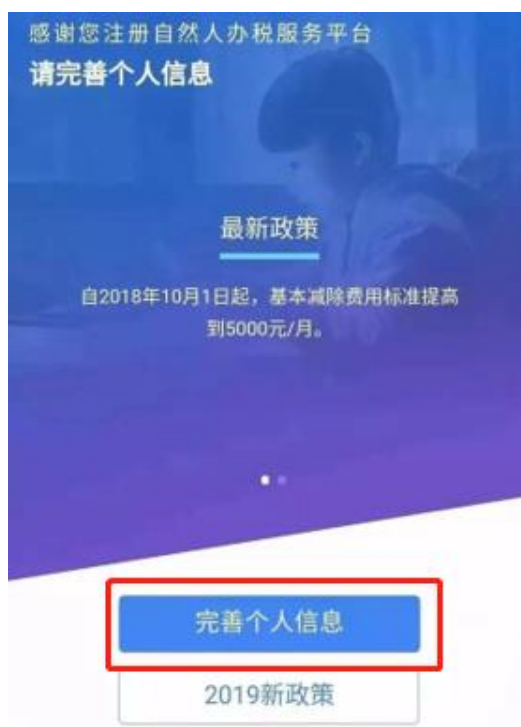 感谢您注册自然人办税服务平台
请完善个人信息
最新政策
自2018年10月1日起，基本减除费用标准提高
到5000元/月。
完善个人信息
2019新政策